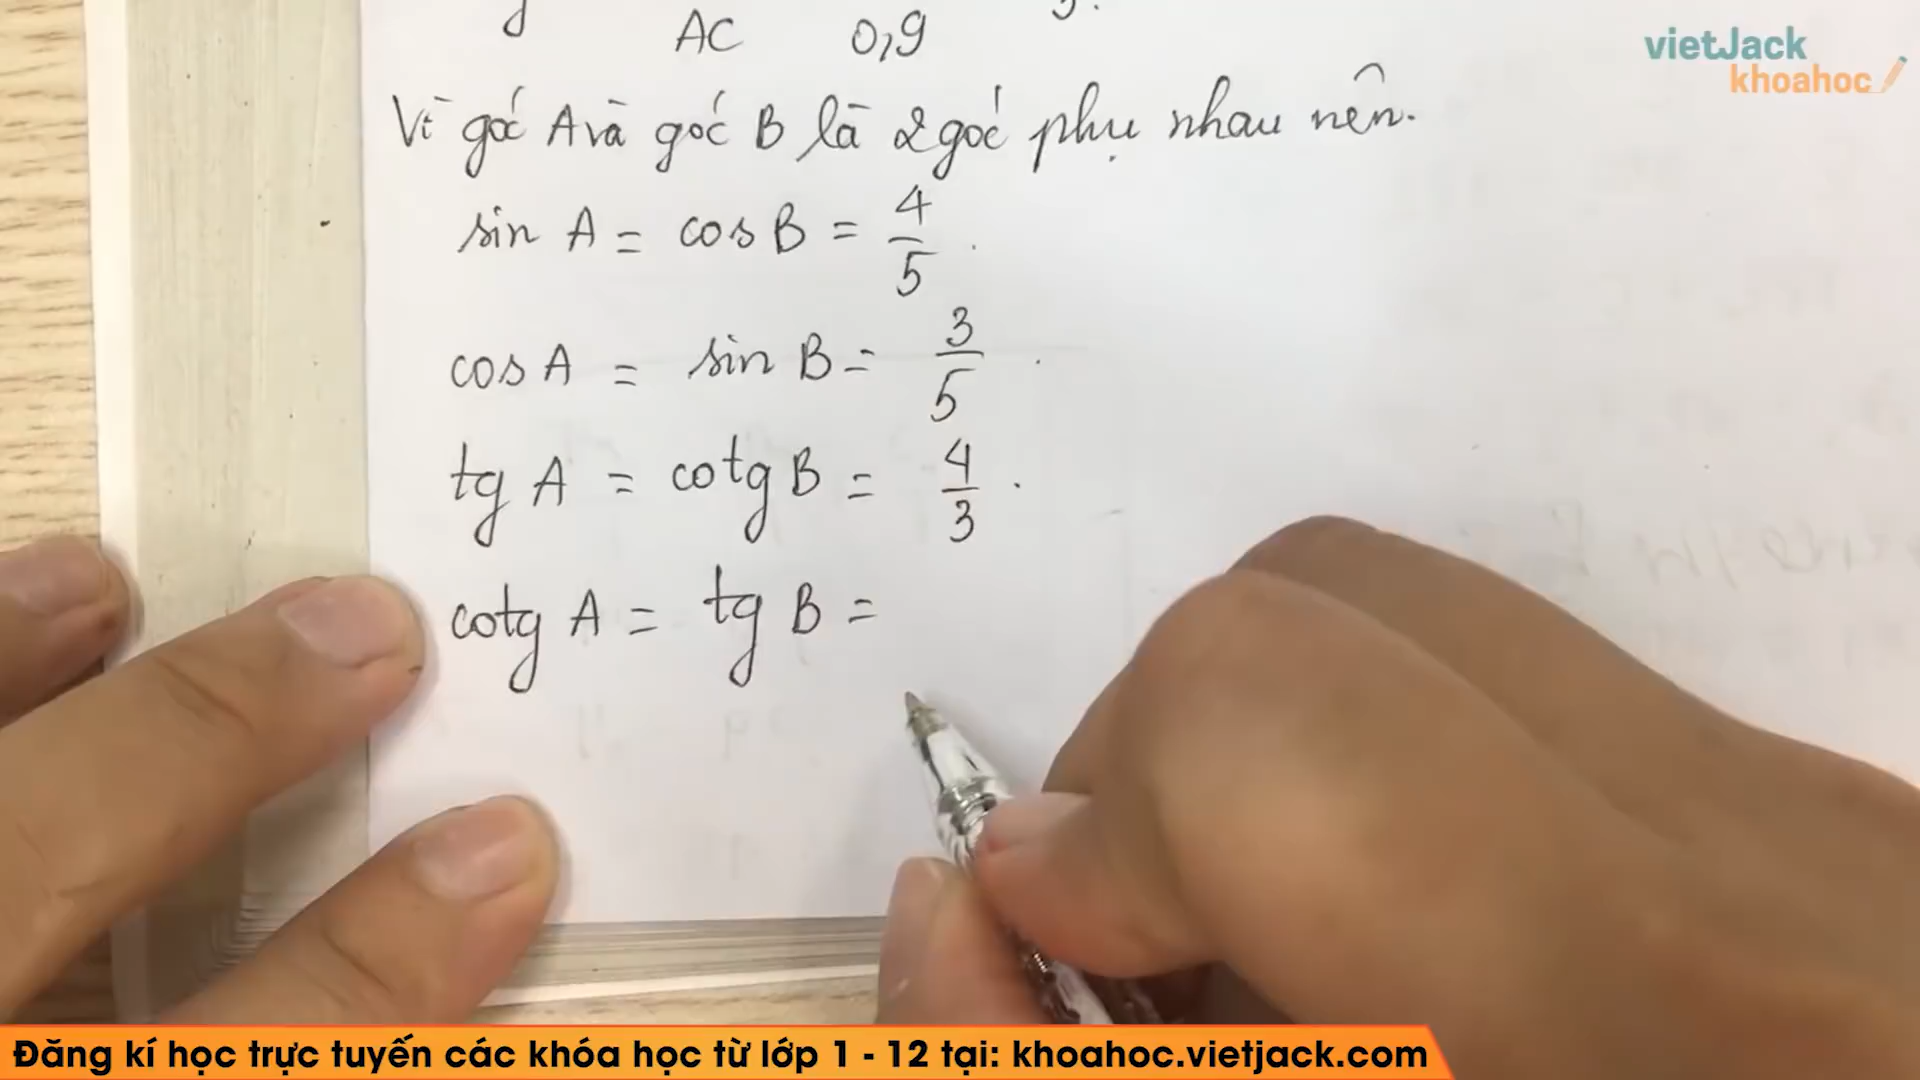 AC 0,9
vietJack
khoahoc
Vì góc A và góc B là 2 góc phụ nhau nên.
sin A = cos B = 4/5.
cos A = sin B = 3/5.
tg A = cotg B = 4/3.
cotg A = tg B =
Đăng kí học trực tuyến các khóa học từ lớp 1 - 12 tại: khoahoc.vietjack.com